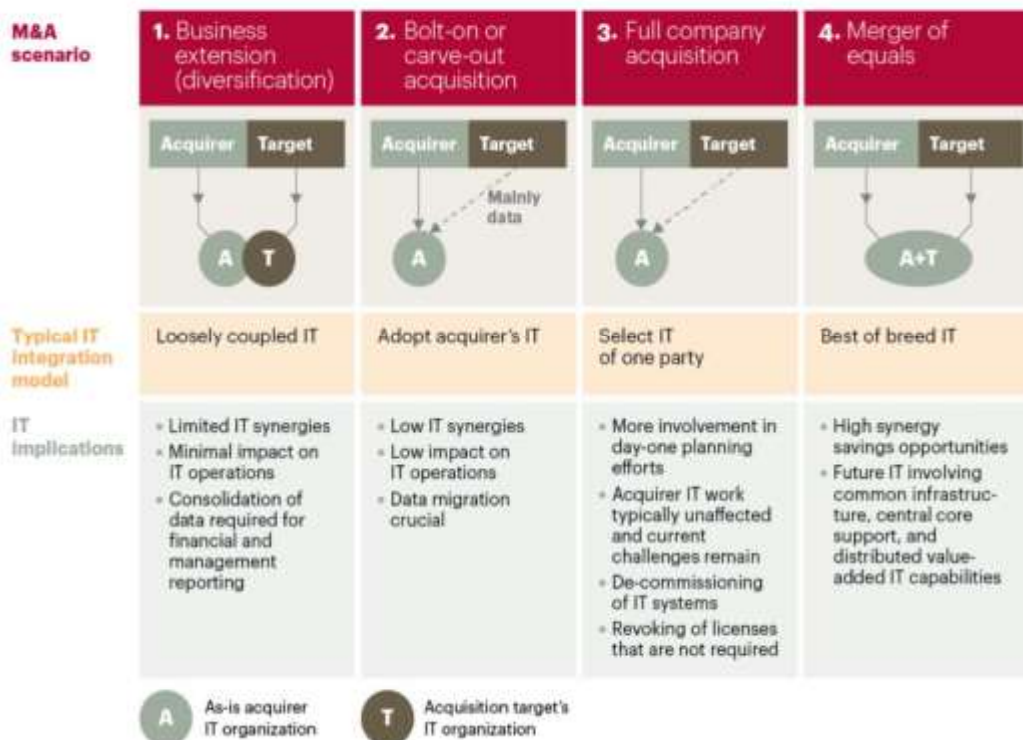 M&A
scenario
1. Business
extension
(diversification)
2. Bolt-on or
carve-out
acquisition
3. Full company
acquisition
4. Merger of
equals
Acquirer Target
Acquirer Target
Acquirer Target
Acquirer Target
Mainly
data
A T
A
A
A+T
Typical IT
integration
model
Loosely coupled IT
Adopt acquirer's IT
Select IT
of one party
Best of breed IT
IT
implications
• Limited IT synergies
• Minimal impact on
IT operations
• Consolidation of
data required for
financial and
management
reporting
• Low IT synergies
• Low impact on
IT operations
• Data migration
crucial
• More involvement in
day-one planning
efforts
• Acquirer IT work
typically unaffected
and current
challenges remain
• De-commissioning
of IT systems
• Revoking of licenses
that are not required
• High synergy
savings opportunities
• Future IT involving
common infrastruc-
ture, central core
support, and
distributed value-
added IT capabilities
A
As-is acquirer
IT organization
T
Acquisition target's
IT organization